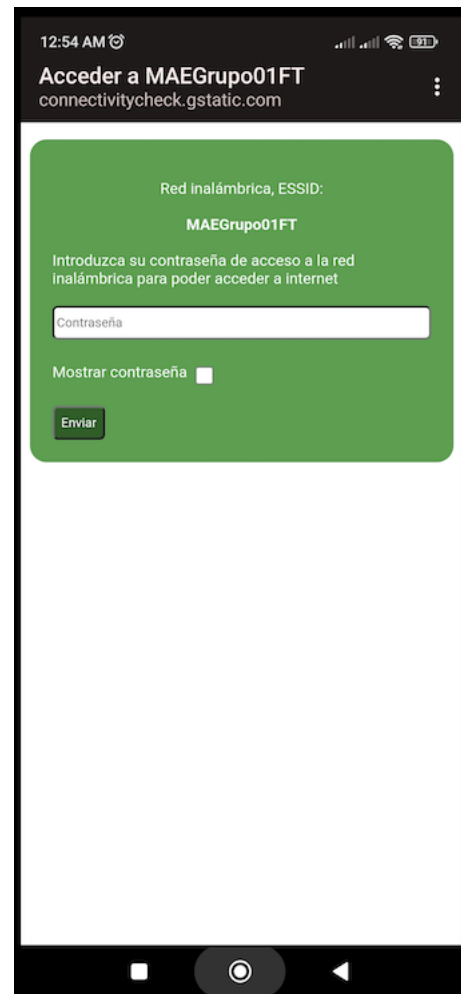 12:54 AM
91
Acceder a MAEGrupo01FT
connectivitycheck.gstatic.com
Red inalámbrica, ESSID:
MAEGrupo01FT
Introduzca su contraseña de acceso a la red
inalámbrica para poder acceder a internet
Contraseña
Mostrar contraseña
Enviar